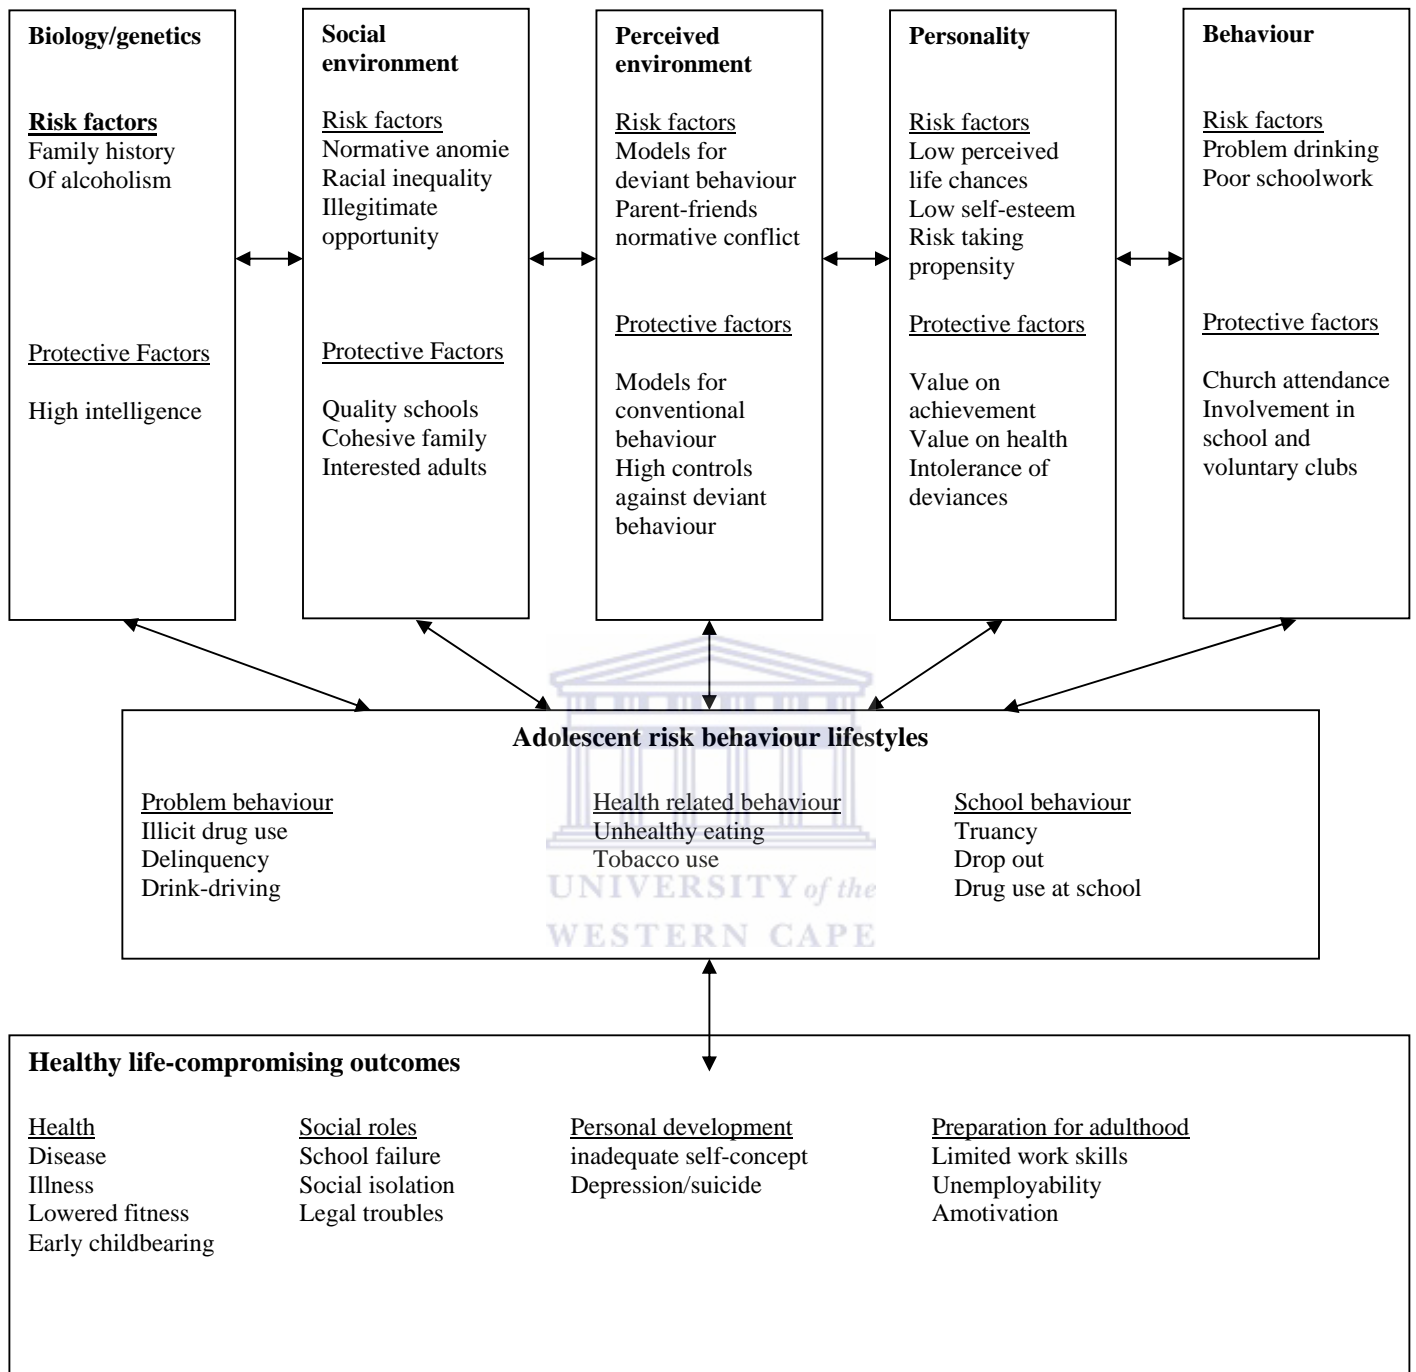 Biology/genetics
Risk factors
Family history
Of alcoholism
Protective Factors
High intelligence
Social
environment
Risk factors
Normative anomie
Racial inequality
Illegitimate
opportunity
Protective Factors
Quality schools
Cohesive family
Interested adults
Perceived
environment
Risk factors
Models for
deviant behaviour
Parent-friends
normative conflict
Protective factors
Models for
conventional
behaviour
High controls
against deviant
behaviour
Personality
Risk factors
Low perceived
life chances
Low self-esteem
Risk taking
propensity
Protective factors
Value on
achievement
Value on health
Intolerance of
deviances
Behaviour
Risk factors
Problem drinking
Poor schoolwork
Protective factors
Church attendance
Involvement in
school and
voluntary clubs
Adolescent risk behaviour lifestyles
Problem behaviour
Illicit drug use
Delinquency
Drink-driving
Health related behaviour
Unhealthy eating
Tobacco use
School behaviour
Truancy
Drop out
Drug use at school
UNIVERSITY of the
WESTERN CAPE
Healthy life-compromising outcomes
Health
Disease
Illness
Lowered fitness
Early childbearing
Social roles
School failure
Social isolation
Legal troubles
Personal development
inadequate self-concept
Depression/suicide
Preparation for adulthood
Limited work skills
Unemployability
Amotivation